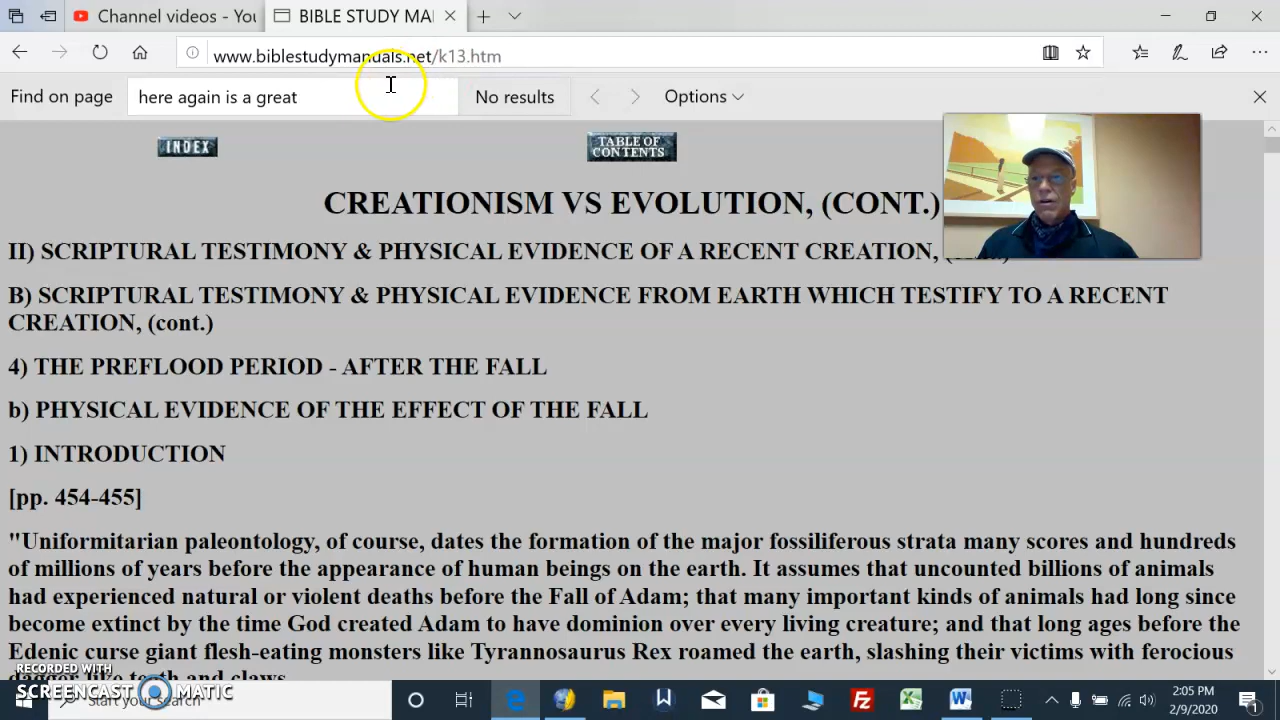 Channel videos - You
BIBLE STUDY MA
www.biblestudymanuals.net/k13.htm
Find on page
here again is a great
No results
Options
INDEX
TABLE OF
CONTENTS
CREATIONISM VS EVOLUTION, (CONT.)
II) SCRIPTURAL TESTIMONY & PHYSICAL EVIDENCE OF A RECENT CREATION,
B) SCRIPTURAL TESTIMONY & PHYSICAL EVIDENCE FROM EARTH WHICH TESTIFY TO A RECENT
CREATION, (cont.)
4) THE PREFLOOD PERIOD - AFTER THE FALL
b) PHYSICAL EVIDENCE OF THE EFFECT OF THE FALL
1) INTRODUCTION
[pp. 454-455]
"Uniformitarian paleontology, of course, dates the formation of the major fossiliferous strata many scores and hundreds
of millions of years before the appearance of human beings on the earth. It assumes that uncounted billions of animals
had experienced natural or violent deaths before the Fall of Adam; that many important kinds of animals had long since
become extinct by the time God created Adam to have dominion over every living creature; and that long ages before the
Edenic curse giant flesh-eating monsters like Tyrannosaurus Rex roamed the earth, slashing their victims with ferocious
dagger-like teeth and claws.
RECORDED WITH
SCREENCAST MATIC
Start your search
2:05 PM
2/9/2020